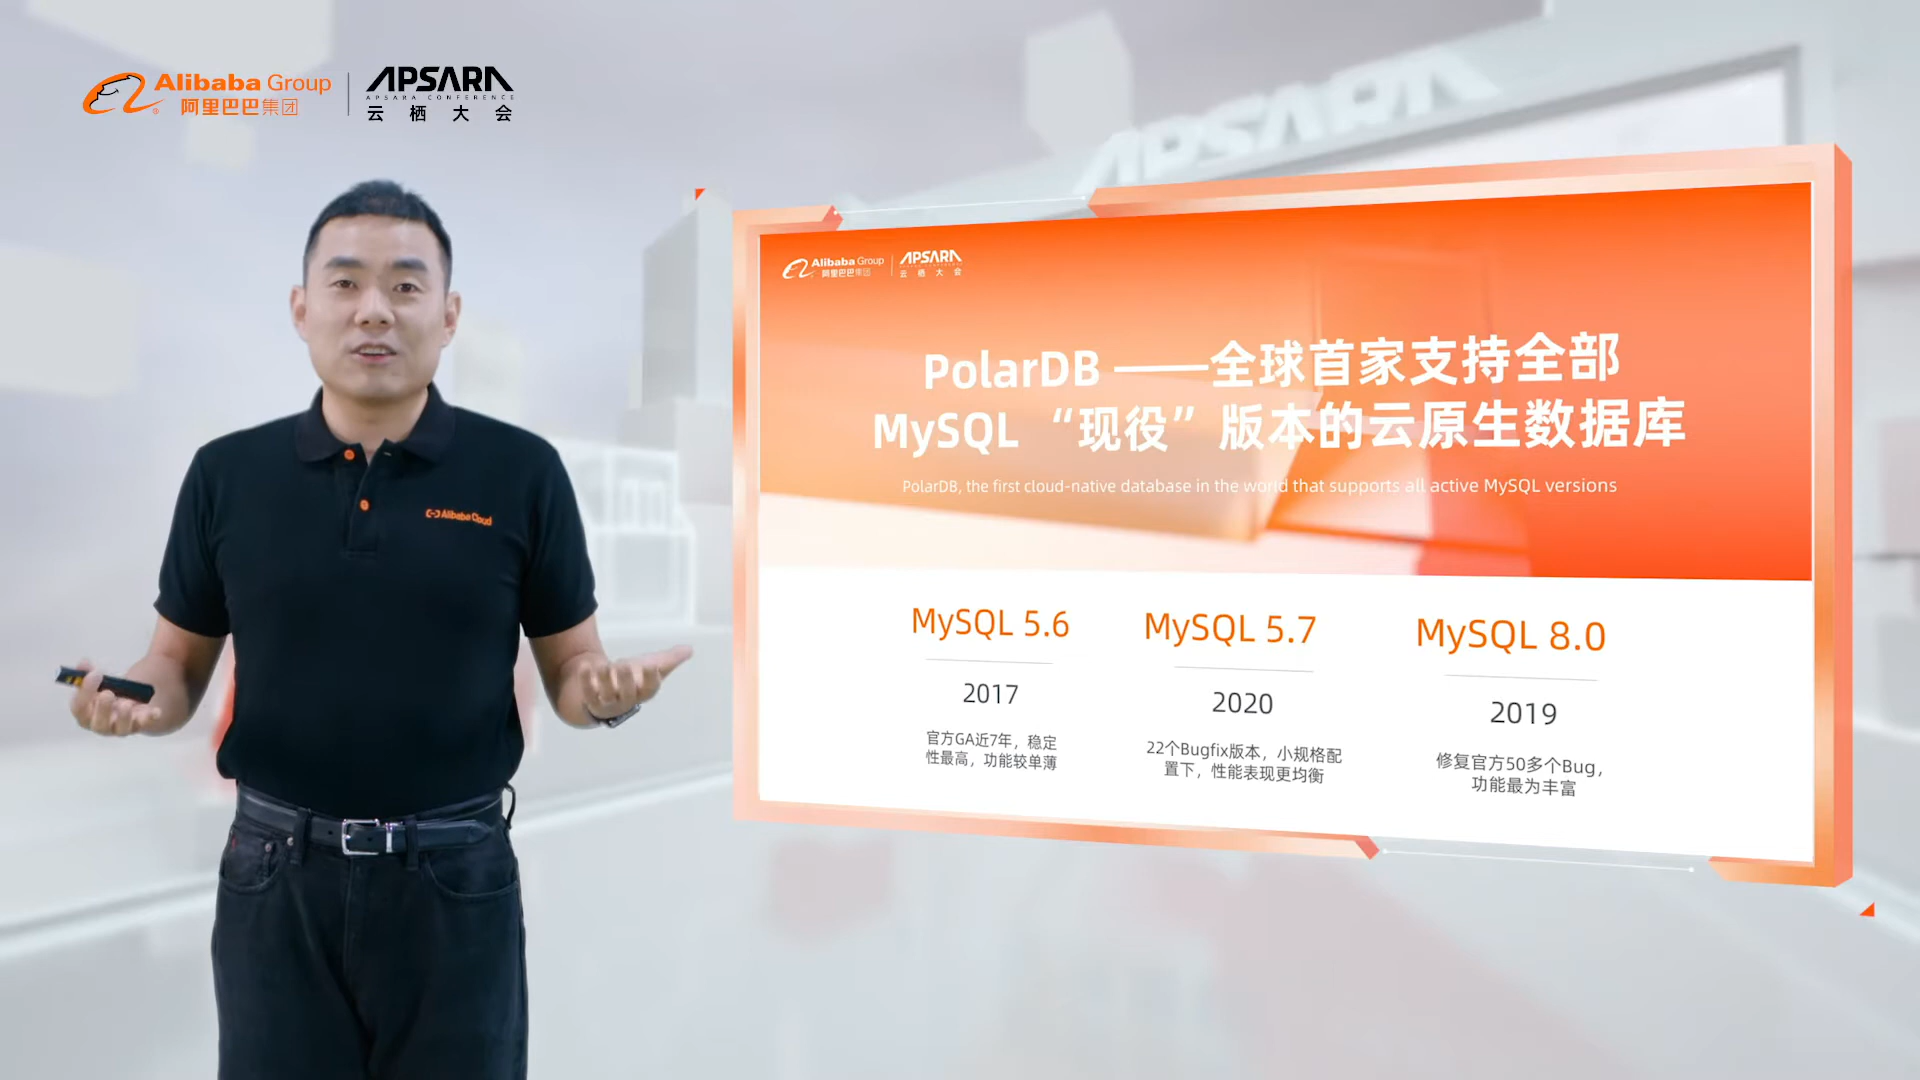 Alibaba Group
阿里巴巴集团
APSARA
APSARA CONFERENCE
云栖大会
APSARA
Alibaba Group
阿里巴巴集团
APSARA
云栖大会
PolarDB ——全球首家支持全部
MySQL “现役”版本的云原生数据库
PolarDB, the first cloud-native database in the world that supports all active MySQL versions
Alibaba Cloud
MySQL 5.6
2017
官方GA近7年，稳定
性最高，功能较单薄
MySQL 5.7
2020
22个Bugfix版本，小规格配
置下，性能表现更均衡
MySQL 8.0
2019
修复官方50多个Bug，
功能最为丰富